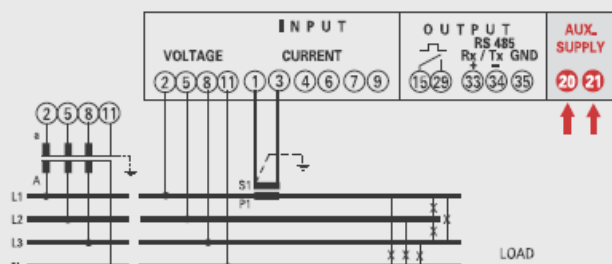 INPUT
OUTPUT
AUX.
SUPPLY
VOLTAGE
CURRENT
RS 485
Rx / Tx GND
+ −
2 5 8 11 1 3 4 6 7 9 15 29 33 34 35 20 21
2 5 8 11
a
A
S1
P1
L1
L2
L3
LOAD